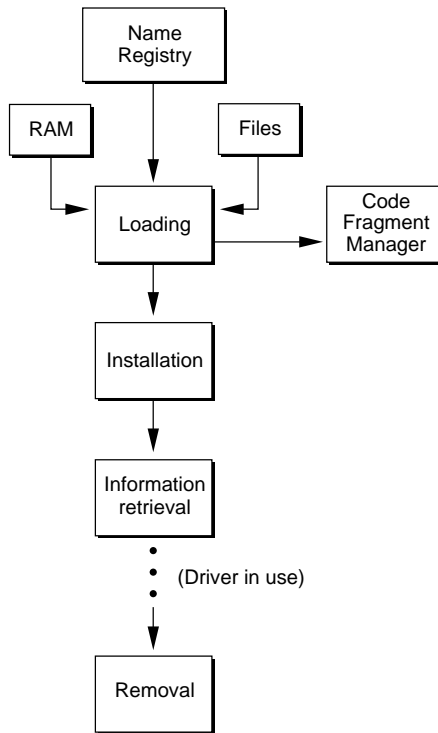 Name
Registry
RAM
Files
Loading
Code
Fragment
Manager
Installation
Information
retrieval
(Driver in use)
Removal